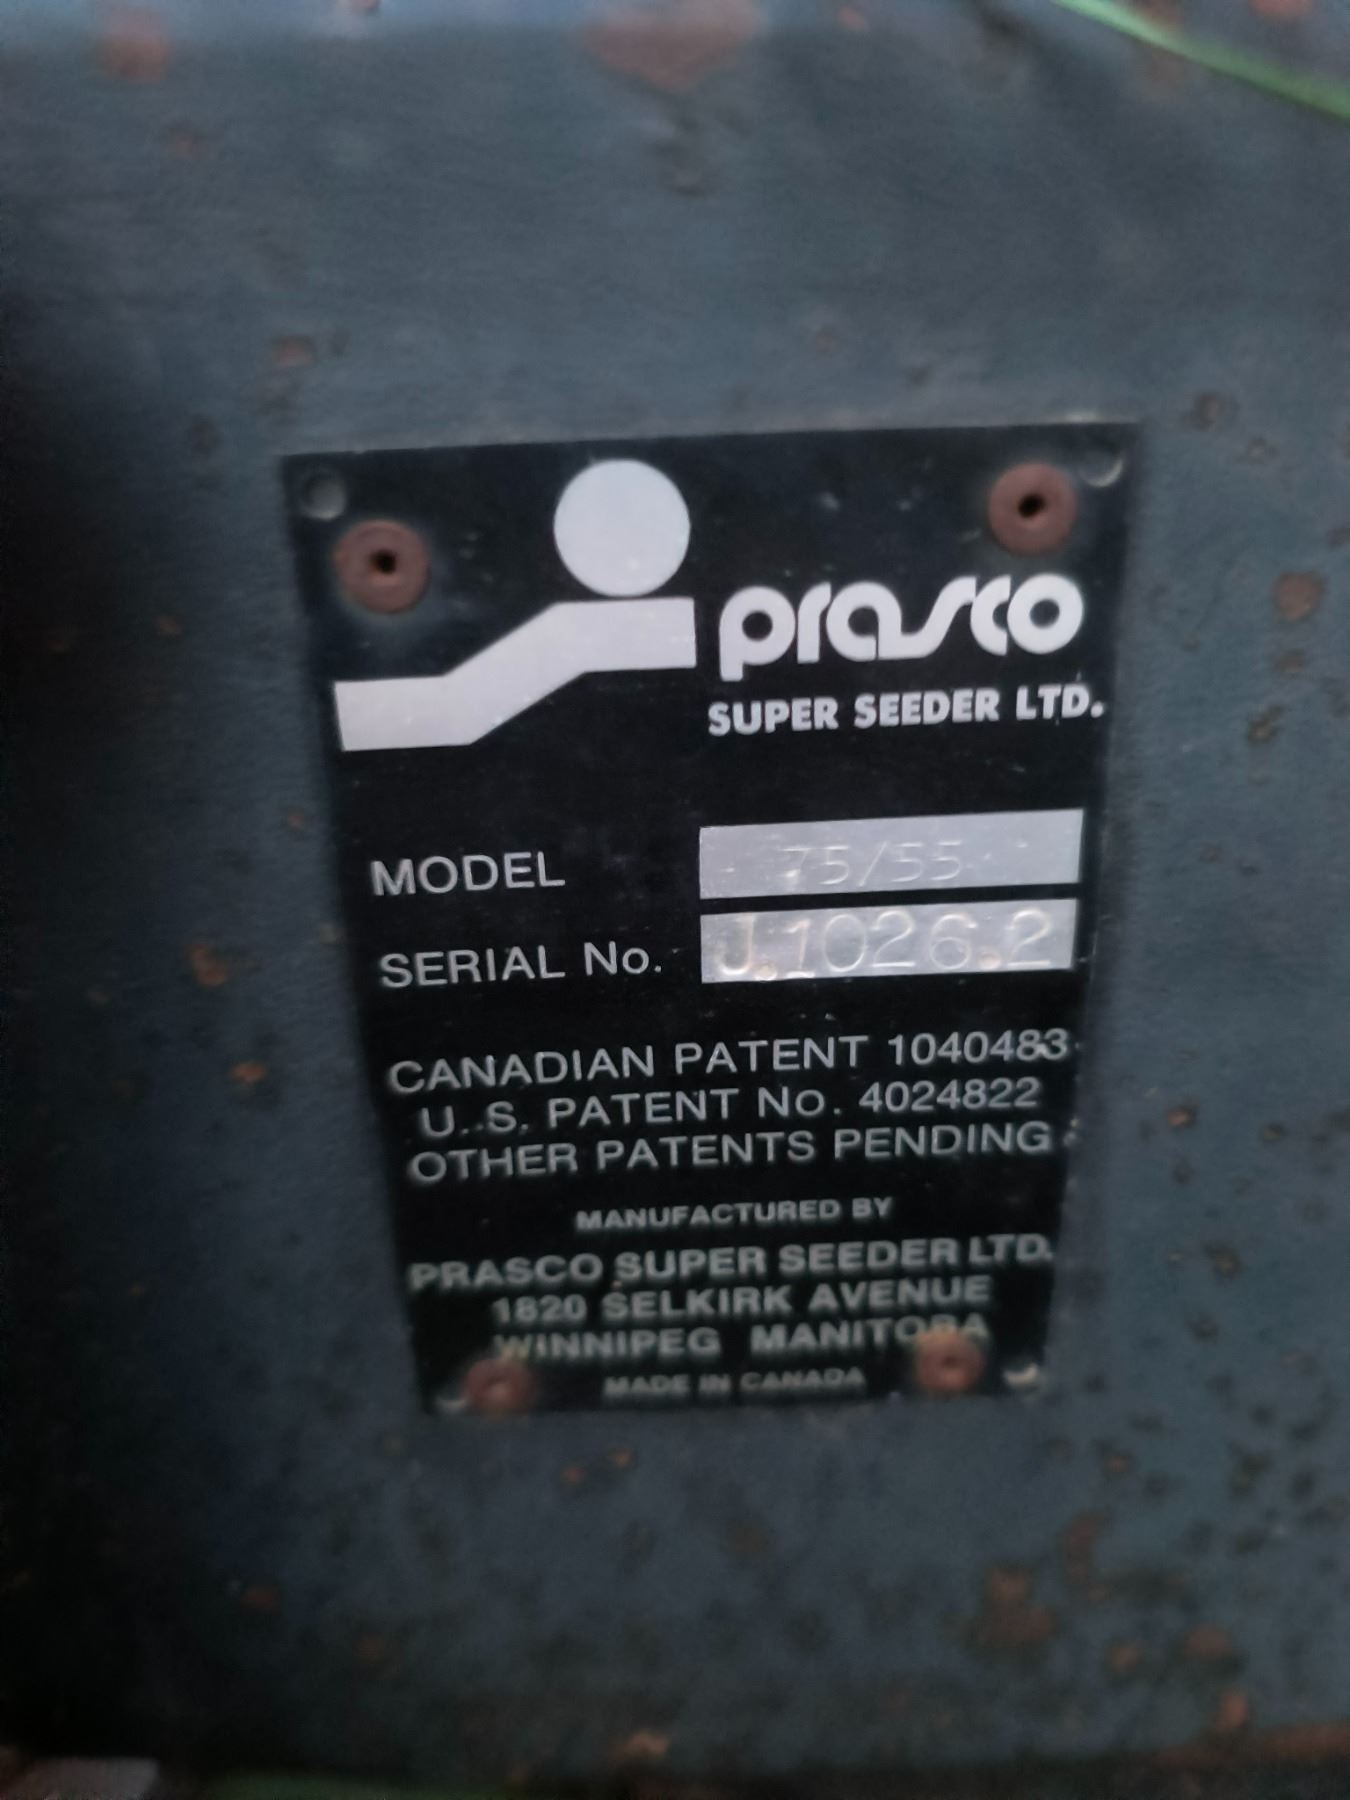 prasco
SUPER SEEDER LTD.
MODEL 75/55
SERIAL No. J.1026.2
CANADIAN PATENT 1040483
U.S. PATENT No. 4024822
OTHER PATENTS PENDING
MANUFACTURED BY
PRASCO SUPER SEEDER LTD.
1820 SELKIRK AVENUE
WINNIPEG MANITOBA
MADE IN CANADA